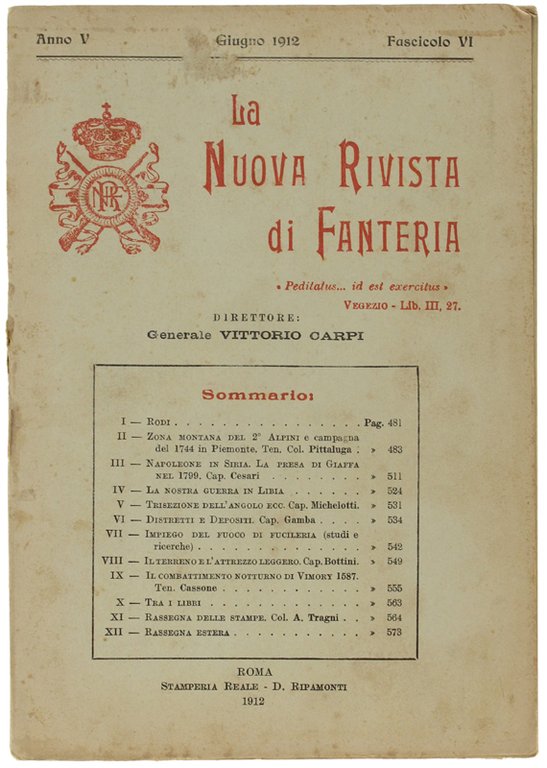 Anno V Giugno 1912 Fascicolo VI
La
Nuova Rivista
di Fanteria
« Peditatus... id est exercitus »
Vegezio - Lib. III, 27.
DIRETTORE:
Generale VITTORIO CARPI
Sommario:
I — Rodi . . . . . . . . . . . . . . . . Pag. 481
II — Zona montana del 2° Alpini e campagna
del 1744 in Piemonte. Ten. Col. Pittaluga . » 483
III — Napoleone in Siria. La presa di Giaffa
nel 1799. Cap. Cesari . . . . . . . . » 511
IV — La nostra guerra in Libia . . . . . . » 524
V — Trisezione dell'angolo ecc. Cap. Michelotti. » 531
VI — Distretti e Depositi. Cap. Gamba . . . . » 534
VII — Impiego del fuoco di fucileria (studi e
ricerche) . . . . . . . . . . . . . . » 542
VIII — Il terreno e l'attrezzo leggero. Cap. Bottini. » 549
IX — Il combattimento notturno di Vimory 1587.
Ten. Cassone . . . . . . . . . . . . » 555
X — Tra i libri . . . . . . . . . . . . . » 563
XI — Rassegna delle stampe. Col. A. Tragni . . » 564
XII — Rassegna estera . . . . . . . . . . . » 573
ROMA
Stamperia Reale - D. Ripamonti
1912